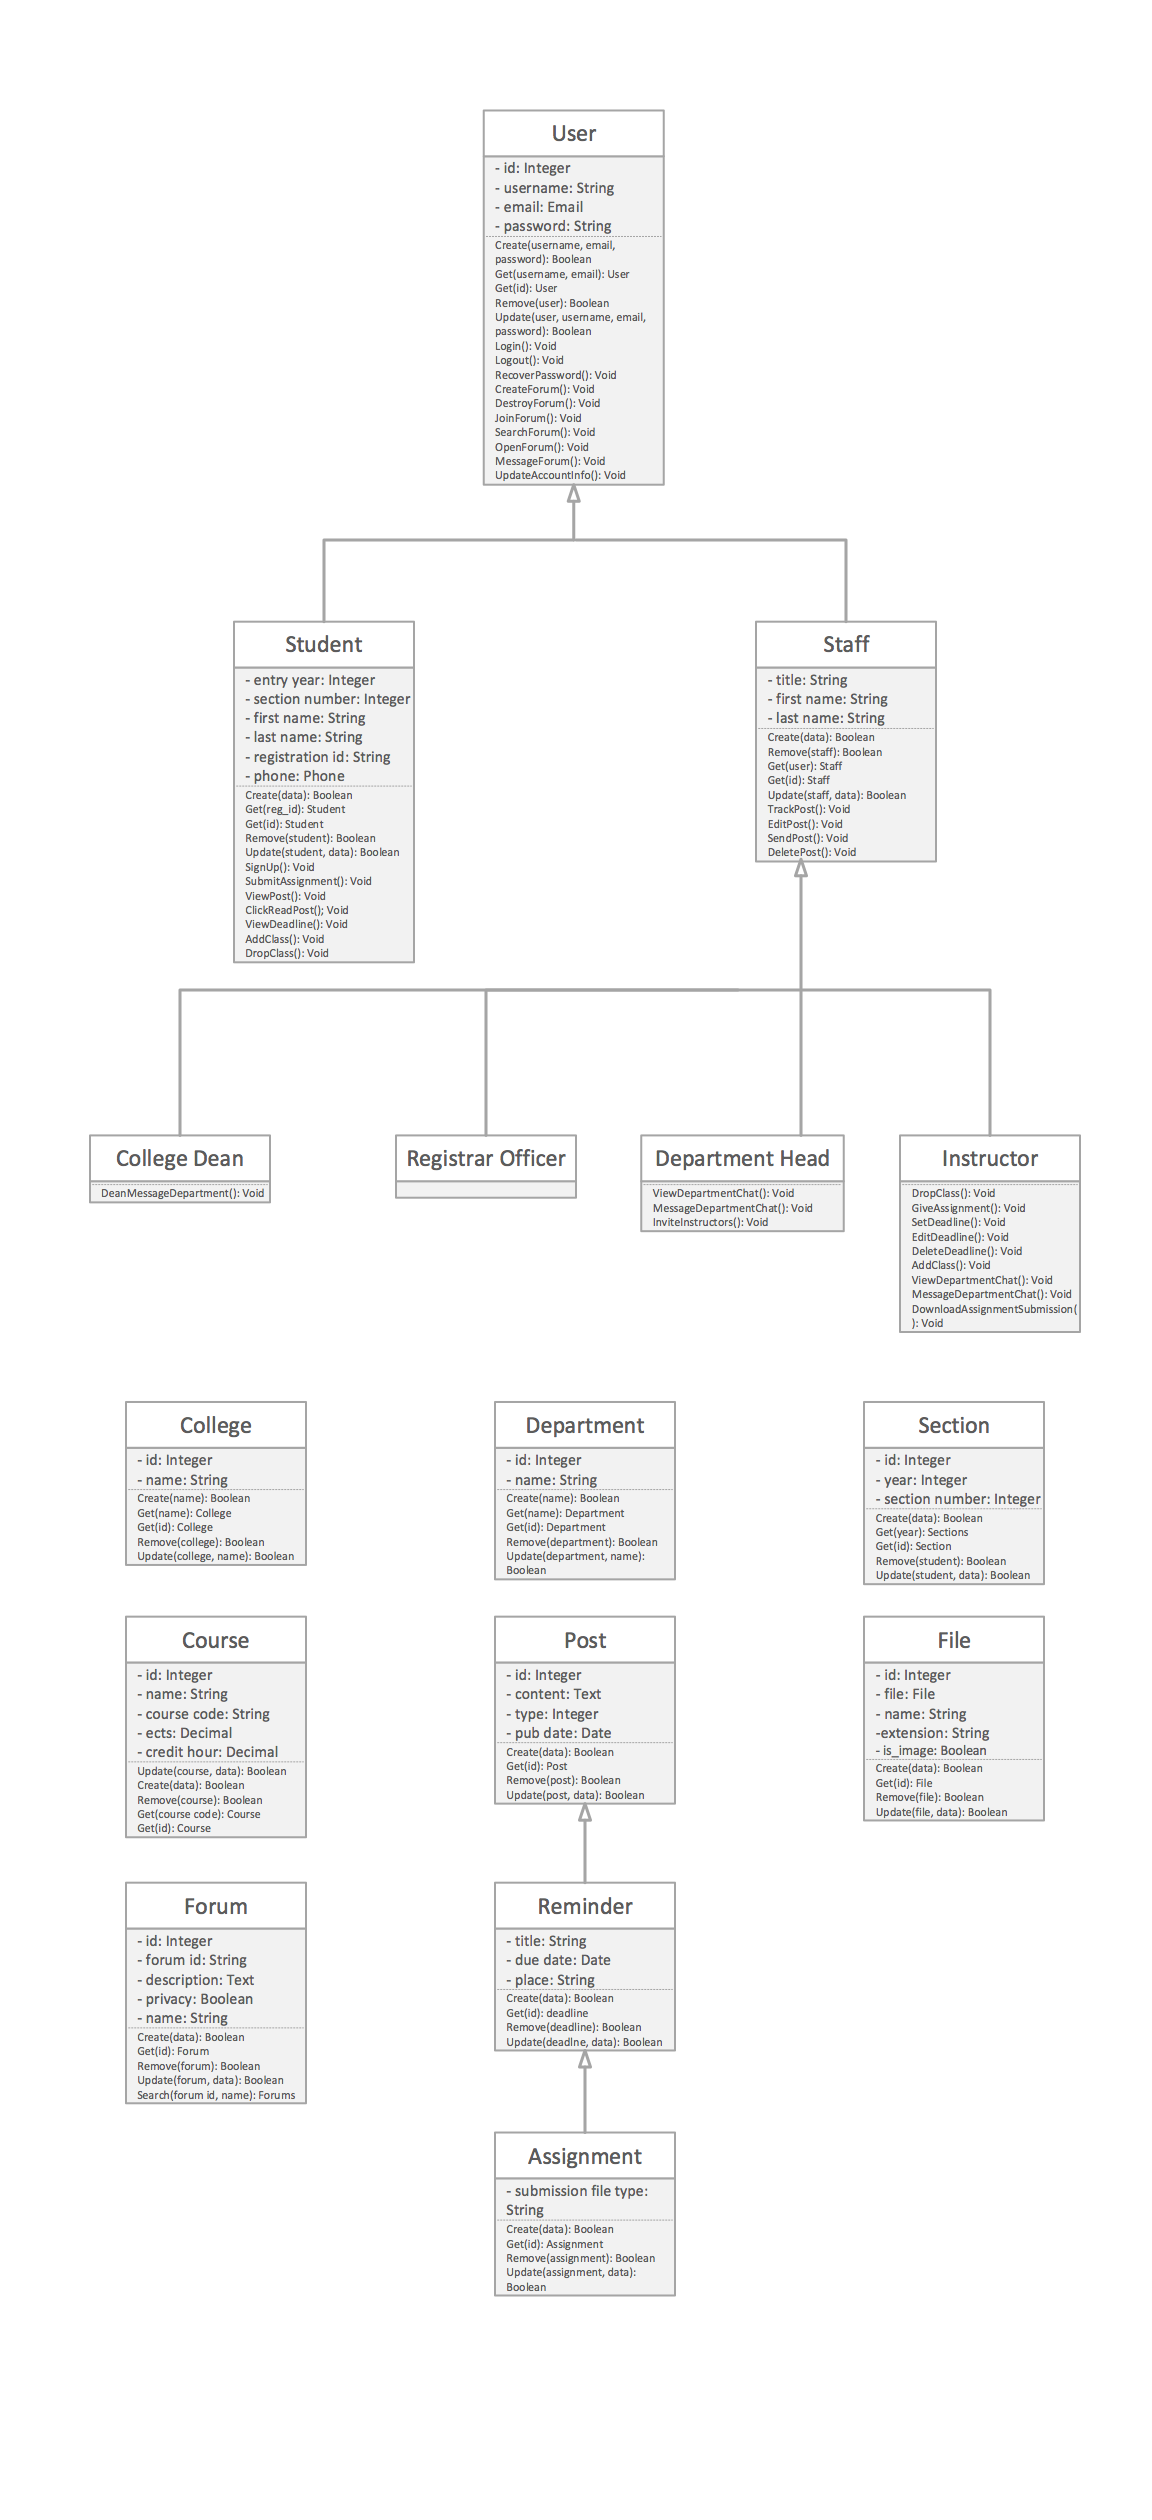 User
- id: Integer
- username: String
- email: Email
- password: String
Create(username, email,
password): Boolean
Get(username, email): User
Get(id): User
Remove(user): Boolean
Update(user, username, email,
password): Boolean
Login(): Void
Logout(): Void
RecoverPassword(): Void
CreateForum(): Void
DestroyForum(): Void
JoinForum(): Void
SearchForum(): Void
OpenForum(): Void
MessageForum(): Void
UpdateAccountInfo(): Void
Student
- entry year: Integer
- section number: Integer
- first name: String
- last name: String
- registration id: String
- phone: Phone
Create(data): Boolean
Get(reg_id): Student
Get(id): Student
Remove(student): Boolean
Update(student, data): Boolean
SignUp(): Void
SubmitAssignment(): Void
ViewPost(): Void
ClickReadPost(); Void
ViewDeadline(): Void
AddClass(): Void
DropClass(): Void
Staff
- title: String
- first name: String
- last name: String
Create(data): Boolean
Remove(staff): Boolean
Get(user): Staff
Get(id): Staff
Update(staff, data): Boolean
TrackPost(): Void
EditPost(): Void
SendPost(): Void
DeletePost(): Void
College Dean
DeanMessageDepartment(): Void
Registrar Officer
Department Head
ViewDepartmentChat(): Void
MessageDepartmentChat(): Void
InviteInstructors(): Void
Instructor
DropClass(): Void
GiveAssignment(): Void
SetDeadline(): Void
EditDeadline(): Void
DeleteDeadline(): Void
AddClass(): Void
ViewDepartmentChat(): Void
MessageDepartmentChat(): Void
DownloadAssignmentSubmission(
): Void
College
- id: Integer
- name: String
Create(name): Boolean
Get(name): College
Get(id): College
Remove(college): Boolean
Update(college, name): Boolean
Department
- id: Integer
- name: String
Create(name): Boolean
Get(name): Department
Get(id): Department
Remove(department): Boolean
Update(department, name):
Boolean
Section
- id: Integer
- year: Integer
- section number: Integer
Create(data): Boolean
Get(year): Sections
Get(id): Section
Remove(student): Boolean
Update(student, data): Boolean
Course
- id: Integer
- name: String
- course code: String
- ects: Decimal
- credit hour: Decimal
Update(course, data): Boolean
Create(data): Boolean
Remove(course): Boolean
Get(course code): Course
Get(id): Course
Post
- id: Integer
- content: Text
- type: Integer
- pub date: Date
Create(data): Boolean
Get(id): Post
Remove(post): Boolean
Update(post, data): Boolean
File
- id: Integer
- file: File
- name: String
-extension: String
- is_image: Boolean
Create(data): Boolean
Get(id): File
Remove(file): Boolean
Update(file, data): Boolean
Forum
- id: Integer
- forum id: String
- description: Text
- privacy: Boolean
- name: String
Create(data): Boolean
Get(id): Forum
Remove(forum): Boolean
Update(forum, data): Boolean
Search(forum id, name): Forums
Reminder
- title: String
- due date: Date
- place: String
Create(data): Boolean
Get(id): deadline
Remove(deadline): Boolean
Update(deadlne, data): Boolean
Assignment
- submission file type:
String
Create(data): Boolean
Get(id): Assignment
Remove(assignment): Boolean
Update(assignment, data):
Boolean